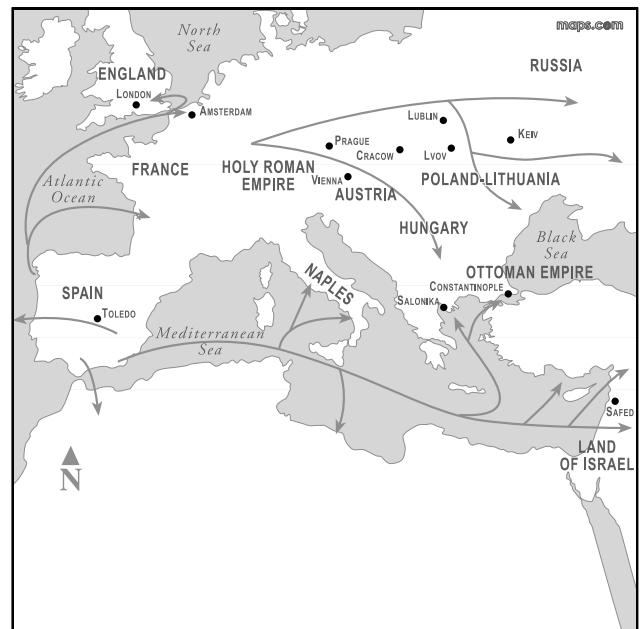 maps.com
North
Sea
RUSSIA
ENGLAND
LONDON
AMSTERDAM
LUBLIN
KEIV
PRAGUE
CRACOW
LVOV
FRANCE
HOLY ROMAN
EMPIRE
VIENNA
AUSTRIA
POLAND-LITHUANIA
Atlantic
Ocean
HUNGARY
Black
Sea
OTTOMAN EMPIRE
CONSTANTINOPLE
SALONIKA
NAPLES
SPAIN
TOLEDO
Mediterranean
Sea
SAFED
LAND
OF ISRAEL
N